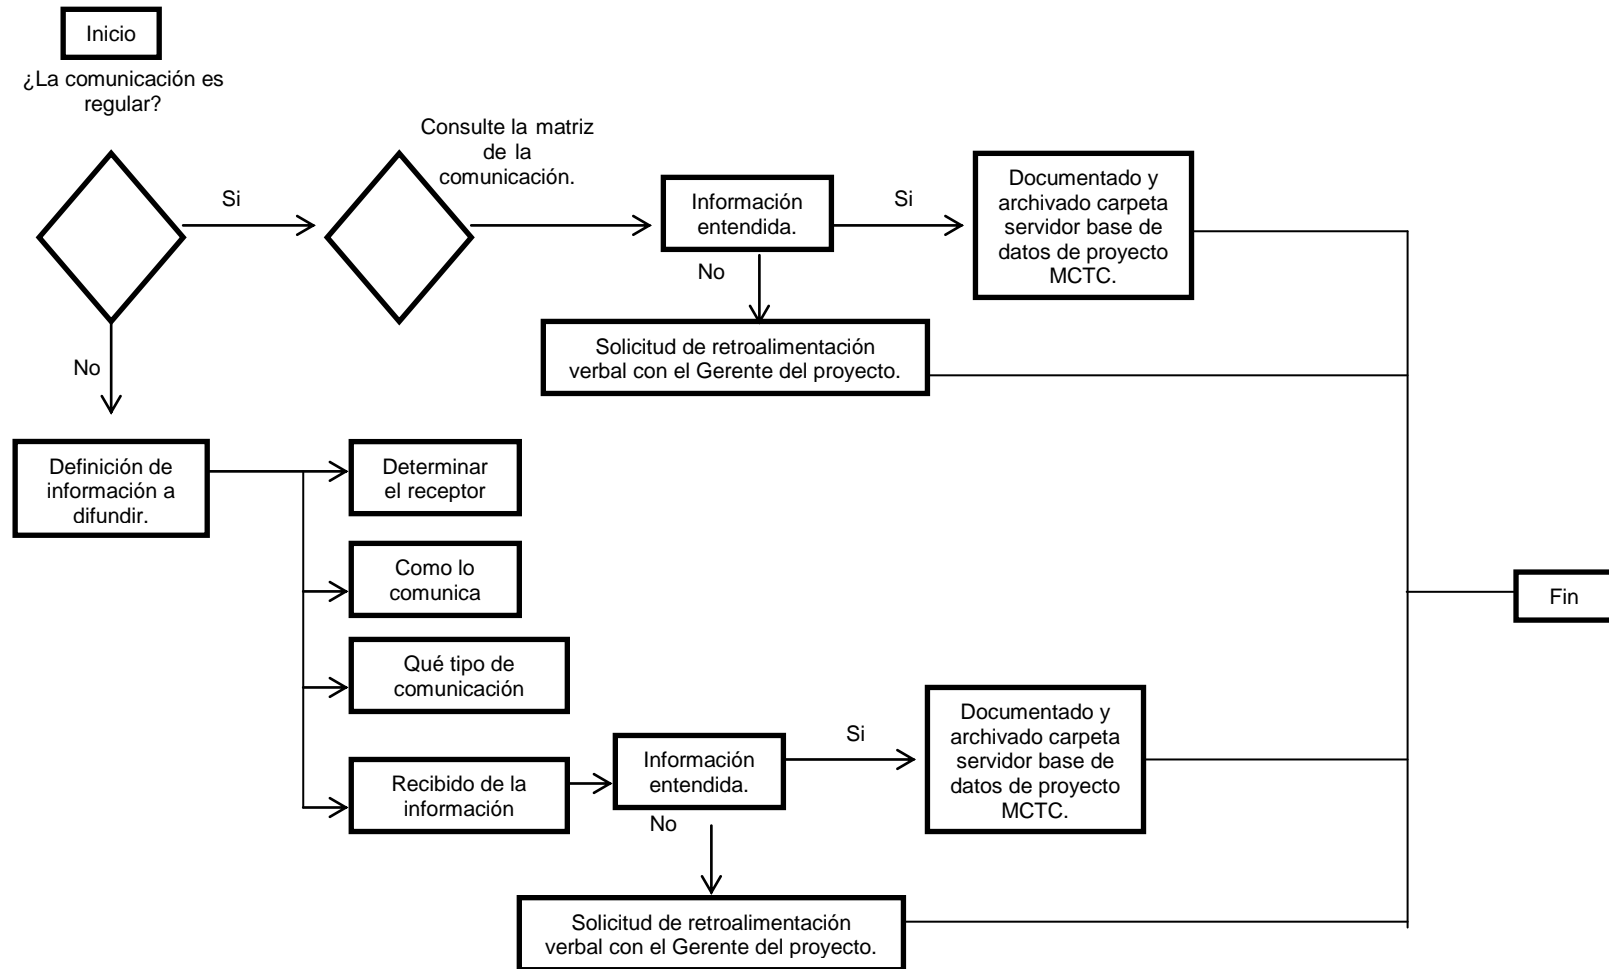 Inicio
¿La comunicación es
regular?
Consulte la matriz
de la
comunicación.
Si
Información
entendida.
Si
Documentado y
archivado carpeta
servidor base de
datos de proyecto
MCTC.
No
Solicitud de retroalimentación
verbal con el Gerente del proyecto.
No
Definición de
información a
difundir.
Determinar
el receptor
Como lo
comunica
Fin
Qué tipo de
comunicación
Recibido de la
información
Información
entendida.
Si
Documentado y
archivado carpeta
servidor base de
datos de proyecto
MCTC.
No
Solicitud de retroalimentación
verbal con el Gerente del proyecto.